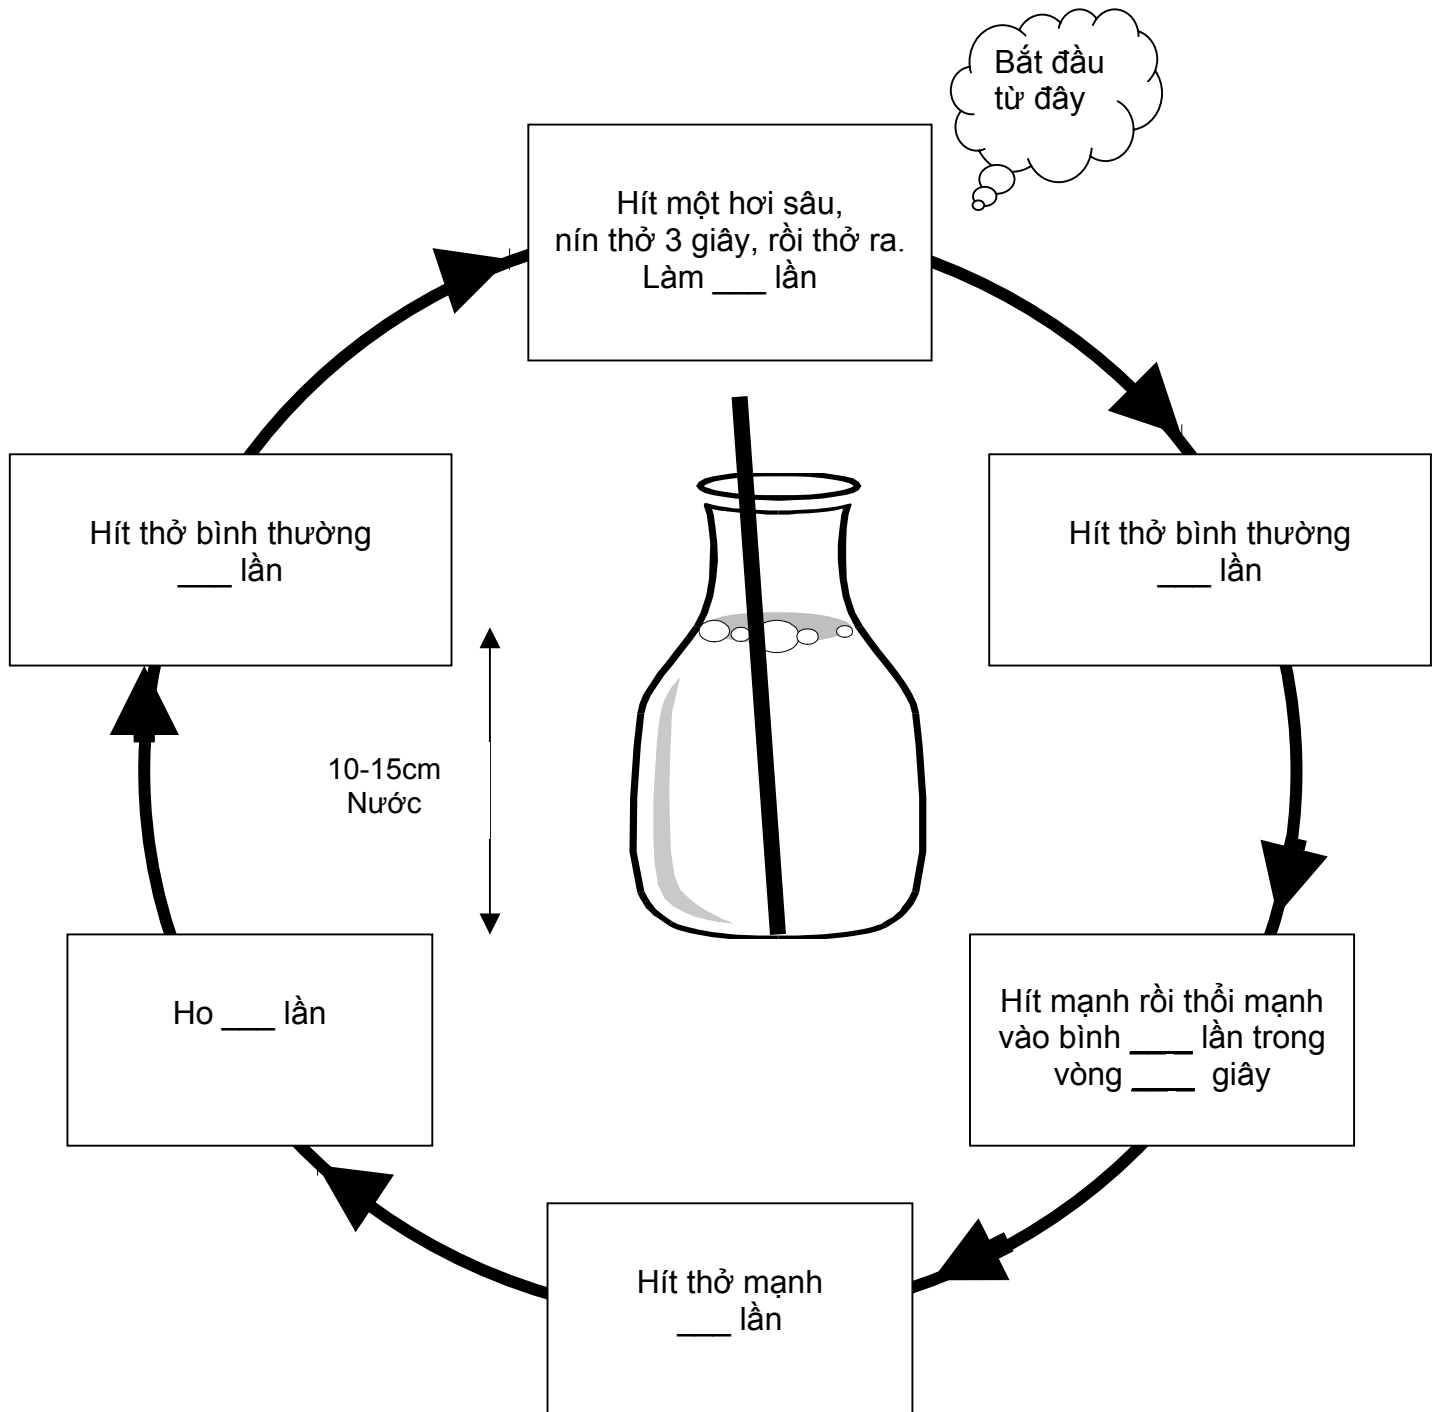 Bắt đầu
từ đây
Hít một hơi sâu,
nín thở 3 giây, rồi thở ra.
Làm ___ lần
Hít thở bình thường
___ lần
Hít mạnh rồi thổi mạnh
vào bình ____ lần trong
vòng ____ giây
Hít thở mạnh
___ lần
Ho ___ lần
Hít thở bình thường
___ lần
10-15cm
Nước